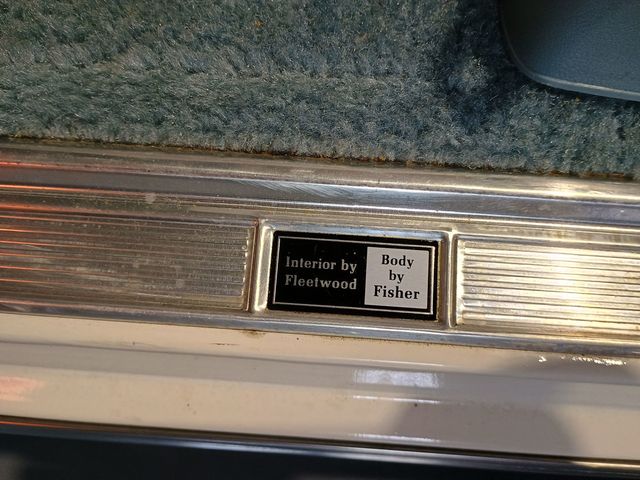 Interior by
Fleetwood
Body
by
Fisher